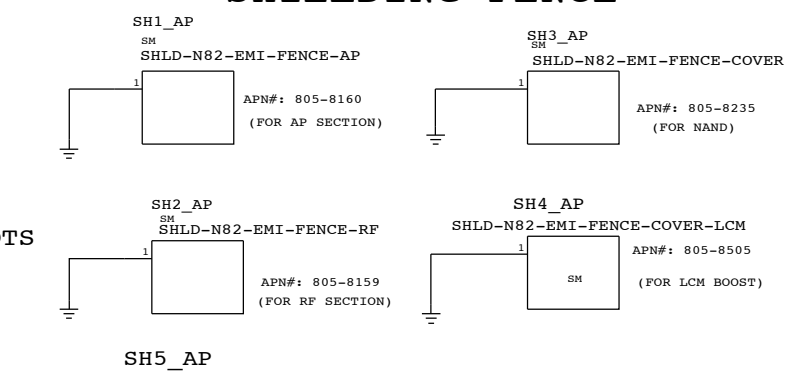 SHIELDING FENCE
SH1_AP
SM
SHLD-N82-EMI-FENCE-AP
1
APN#: 805-8160
(FOR AP SECTION)
SH3_AP
SM
SHLD-N82-EMI-FENCE-COVER
1
APN#: 805-8235
(FOR NAND)
SH2_AP
SM
SHLD-N82-EMI-FENCE-RF
1
APN#: 805-8159
(FOR RF SECTION)
SH4_AP
SHLD-N82-EMI-FENCE-COVER-LCM
1
APN#: 805-8505
SM
(FOR LCM BOOST)
TS
SH5_AP